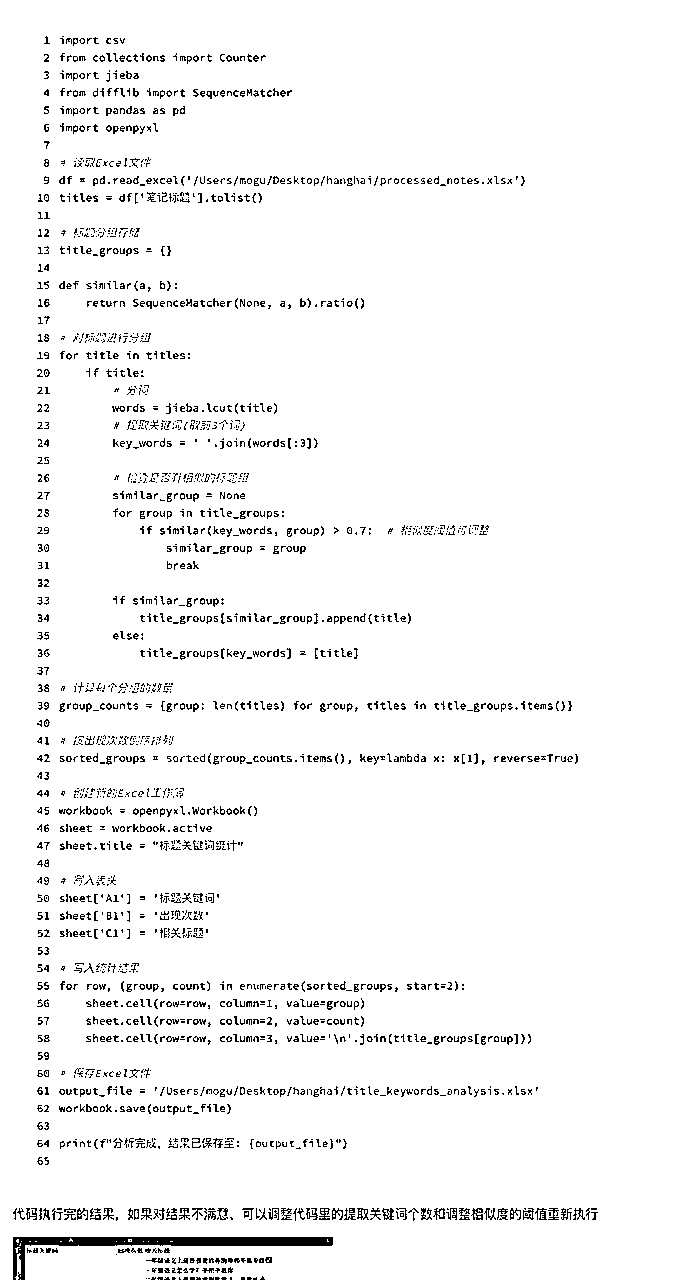 1 import csv
2 from collections import Counter
3 import jieba
4 from difflib import SequenceMatcher
5 import pandas as pd
6 import openpyxl
7
8 # 读取Excel文件
9 df = pd.read_excel('/Users/mogu/Desktop/hanghai/processed_notes.xlsx')
10 titles = df['笔记标题'].tolist()
11
12 # 标题分组存储
13 title_groups = {}
14
15 def similar(a, b):
16     return SequenceMatcher(None, a, b).ratio()
17
18 # 对标题进行分组
19 for title in titles:
20     if title:
21         # 分词
22         words = jieba.lcut(title)
23         # 提取关键词(取前3个词)
24         key_words = ' '.join(words[:3])
25
26         # 检查是否有相似的标题组
27         similar_group = None
28         for group in title_groups:
29             if similar(key_words, group) > 0.7:  # 相似度阈值可调整
30                 similar_group = group
31                 break
32
33         if similar_group:
34             title_groups[similar_group].append(title)
35         else:
36             title_groups[key_words] = [title]
37
38 # 计算每个分组的数量
39 group_counts = {group: len(titles) for group, titles in title_groups.items()}
40
41 # 按出现次数倒序排列
42 sorted_groups = sorted(group_counts.items(), key=lambda x: x[1], reverse=True)
43
44 # 创建新的Excel工作簿
45 workbook = openpyxl.Workbook()
46 sheet = workbook.active
47 sheet.title = "标题关键词统计"
48
49 # 写入表头
50 sheet['A1'] = '标题关键词'
51 sheet['B1'] = '出现次数'
52 sheet['C1'] = '相关标题'
53
54 # 写入统计结果
55 for row, (group, count) in enumerate(sorted_groups, start=2):
56     sheet.cell(row=row, column=1, value=group)
57     sheet.cell(row=row, column=2, value=count)
58     sheet.cell(row=row, column=3, value='\n'.join(title_groups[group]))
59
60 # 保存Excel文件
61 output_file = '/Users/mogu/Desktop/hanghai/title_keywords_analysis.xlsx'
62 workbook.save(output_file)
63
64 print(f"分析完成，结果已保存至: {output_file}")
65
代码执行完的结果，如果对结果不满意、可以调整代码里的提取关键词个数和调整相似度的阈值重新执行